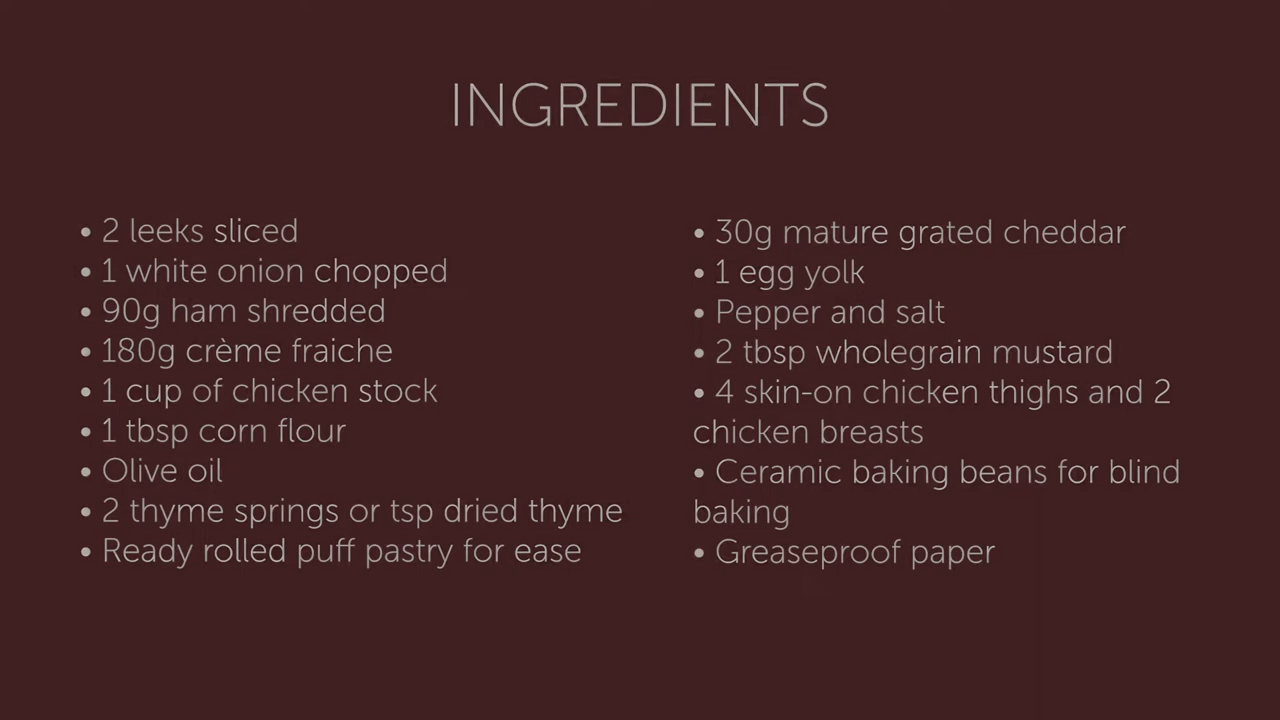 INGREDIENTS
• 2 leeks sliced
• 1 white onion chopped
• 90g ham shredded
• 180g crème fraiche
• 1 cup of chicken stock
• 1 tbsp corn flour
• Olive oil
• 2 thyme springs or tsp dried thyme
• Ready rolled puff pastry for ease
• 30g mature grated cheddar
• 1 egg yolk
• Pepper and salt
• 2 tbsp wholegrain mustard
• 4 skin-on chicken thighs and 2
chicken breasts
• Ceramic baking beans for blind
baking
• Greaseproof paper